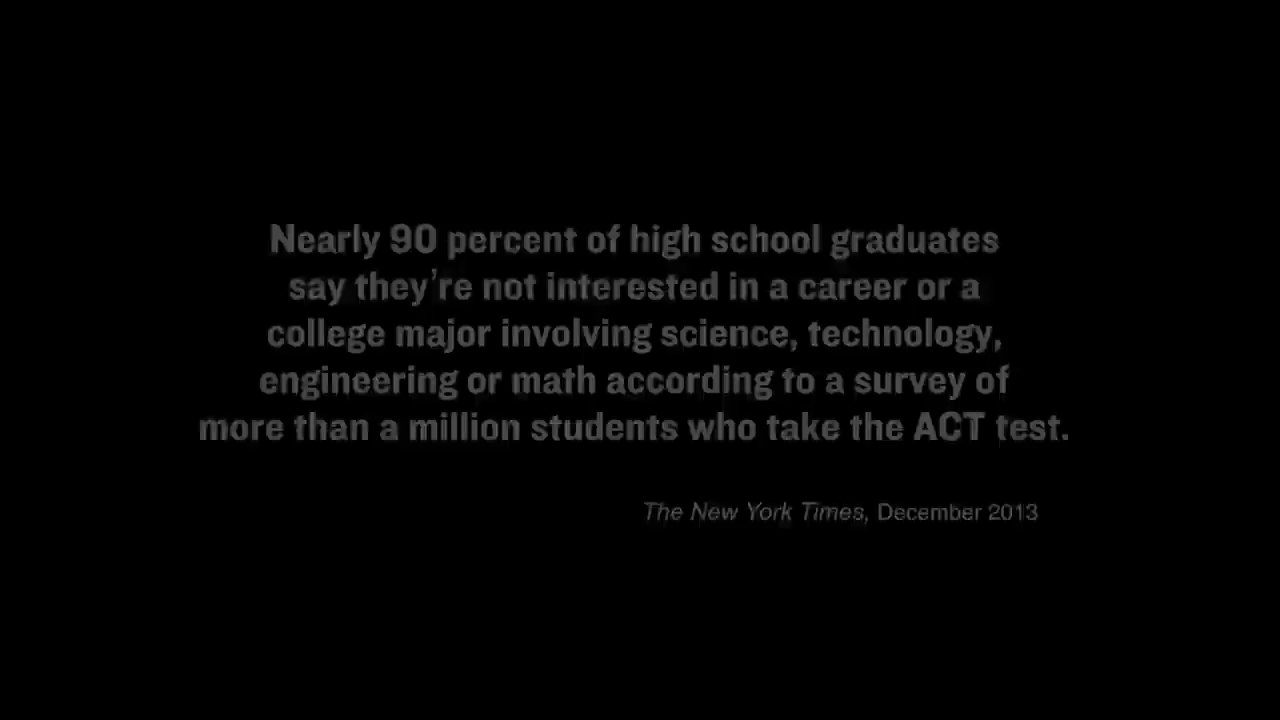 Nearly 90 percent of high school graduates
say they're not interested in a career or a
college major involving science, technology,
engineering or math according to a survey of
more than a million students who take the ACT test.
The New York Times, December 2013